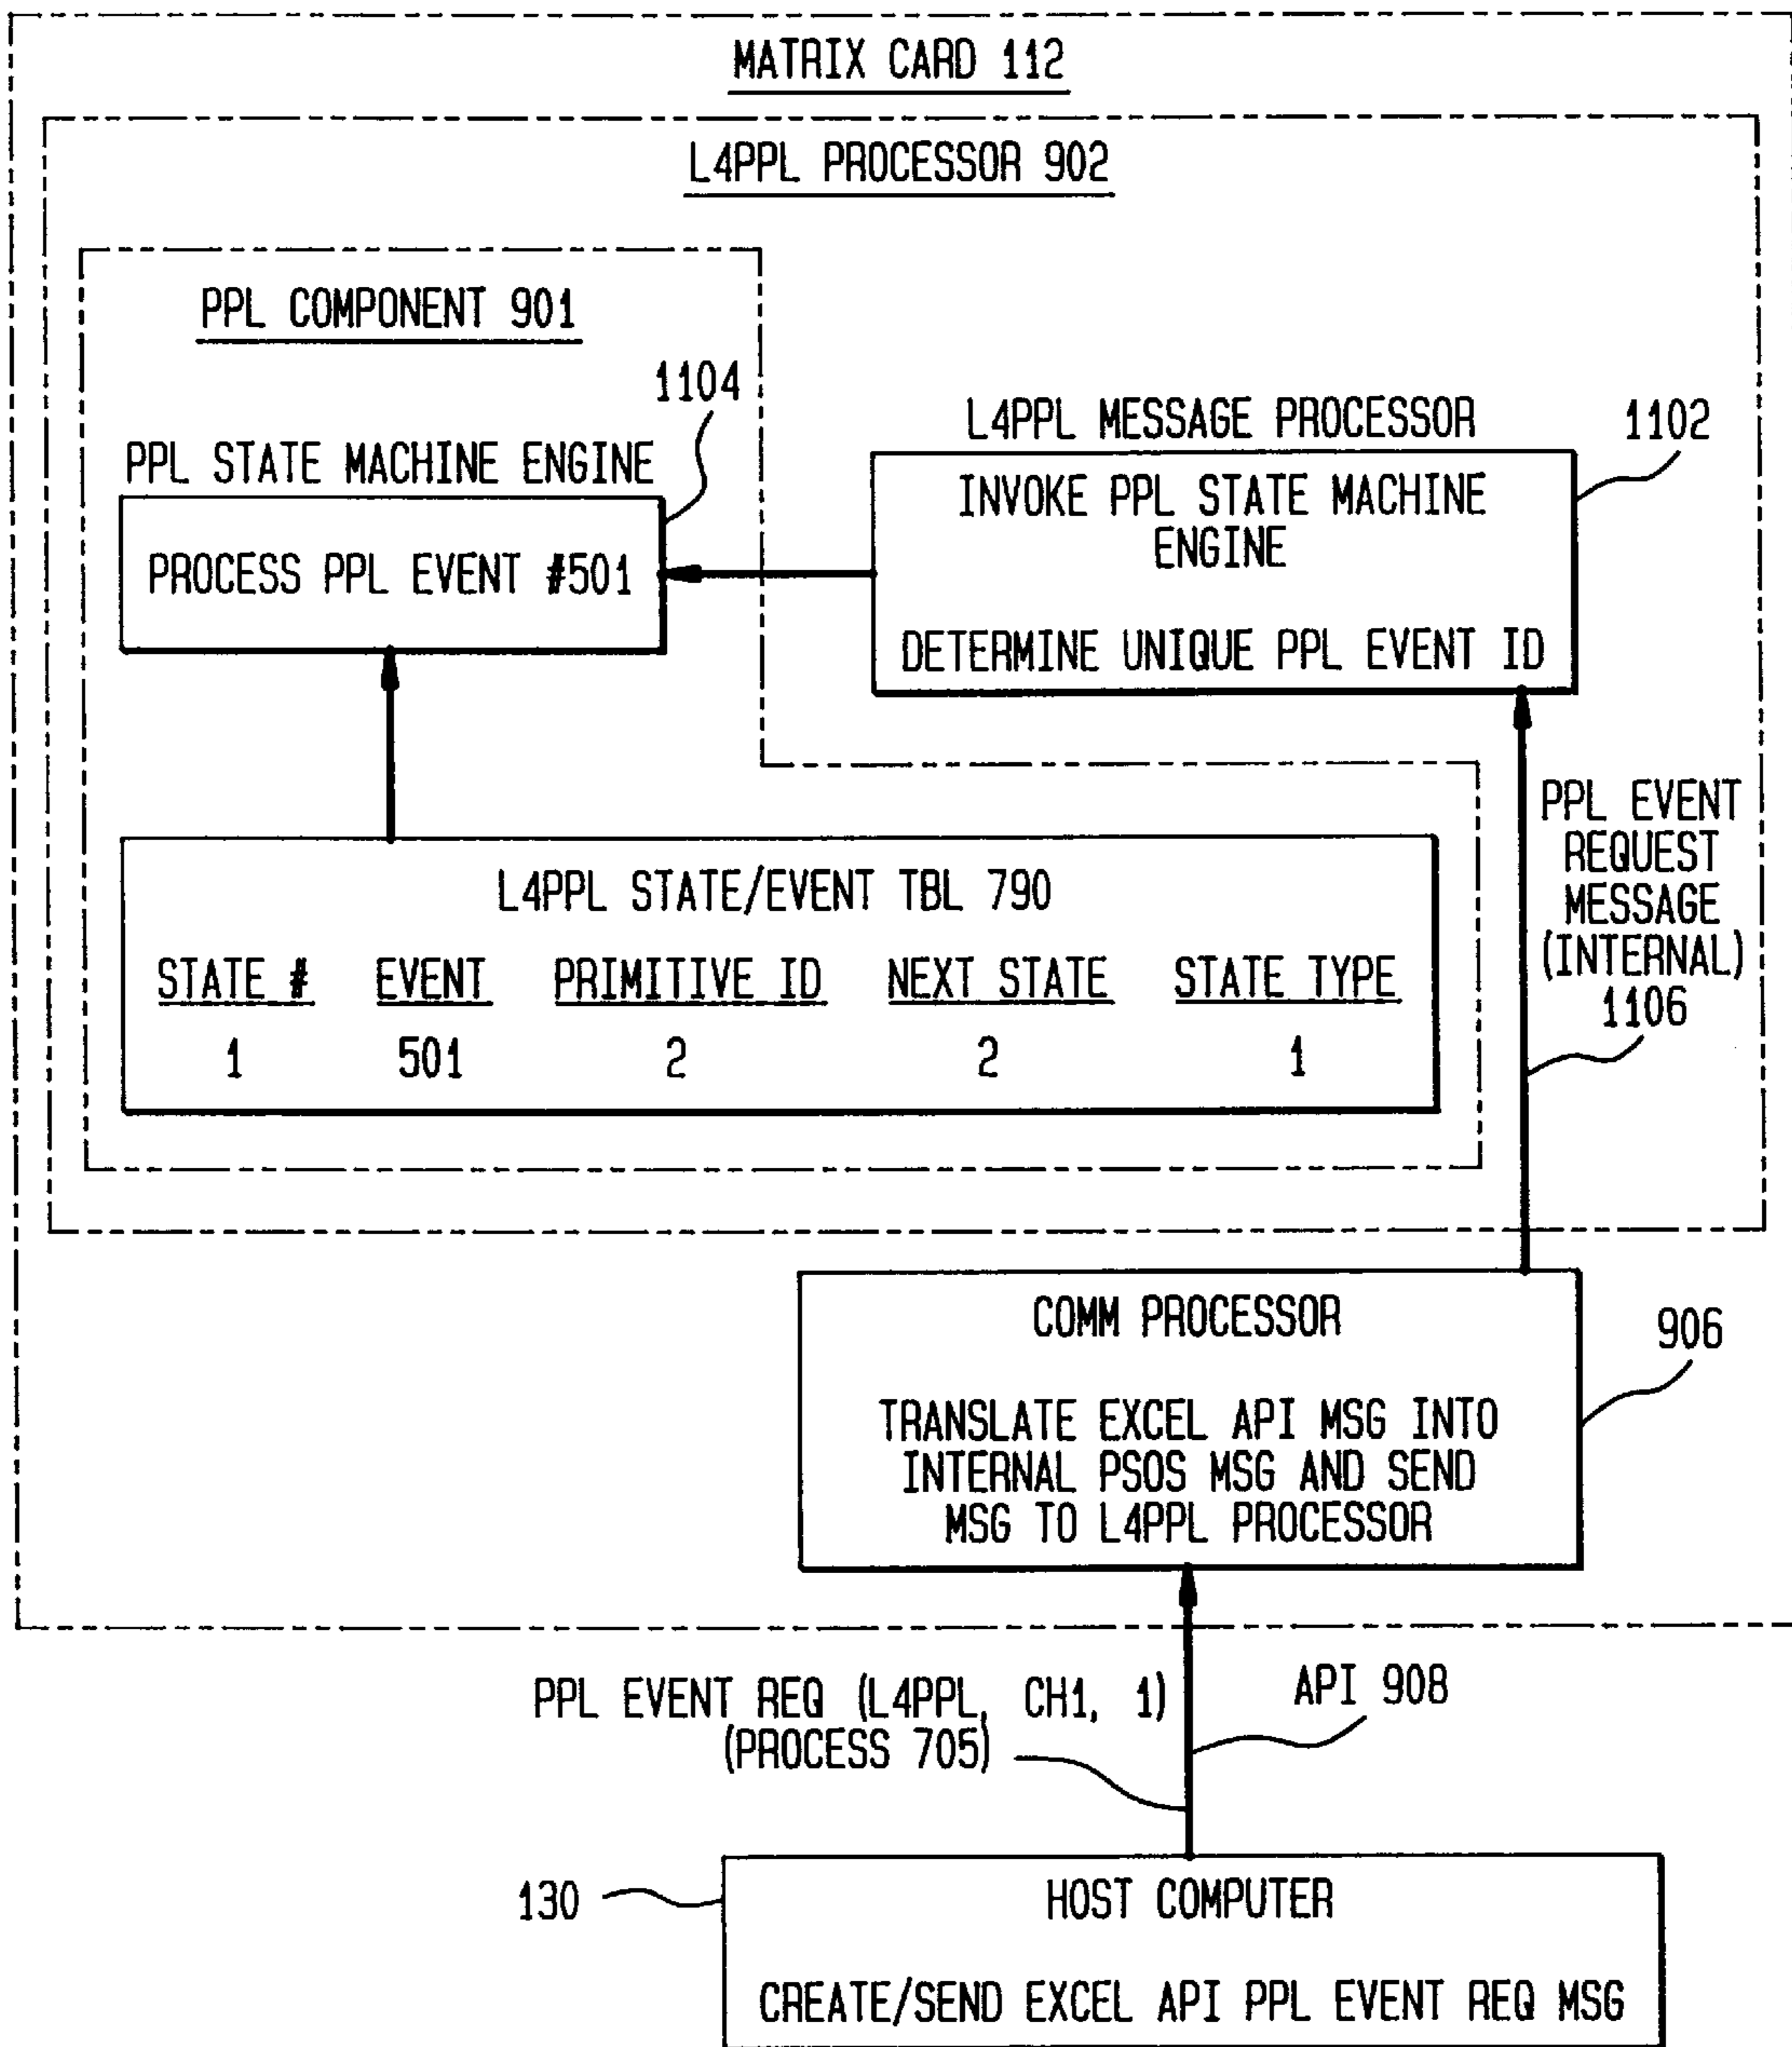 MATRIX CARD 112
L4PPL PROCESSOR 902
PPL COMPONENT 901
1104
PPL STATE MACHINE ENGINE
PROCESS PPL EVENT #501
L4PPL MESSAGE PROCESSOR
1102
INVOKE PPL STATE MACHINE
ENGINE
DETERMINE UNIQUE PPL EVENT ID
PPL EVENT
REQUEST
MESSAGE
(INTERNAL)
1106
L4PPL STATE/EVENT TBL 790
STATE # EVENT PRIMITIVE ID NEXT STATE STATE TYPE
1 501 2 2 1
COMM PROCESSOR
906
TRANSLATE EXCEL API MSG INTO
INTERNAL PSOS MSG AND SEND
MSG TO L4PPL PROCESSOR
PPL EVENT REQ (L4PPL, CH1, 1)
(PROCESS 705)
API 908
130
HOST COMPUTER
CREATE/SEND EXCEL API PPL EVENT REQ MSG